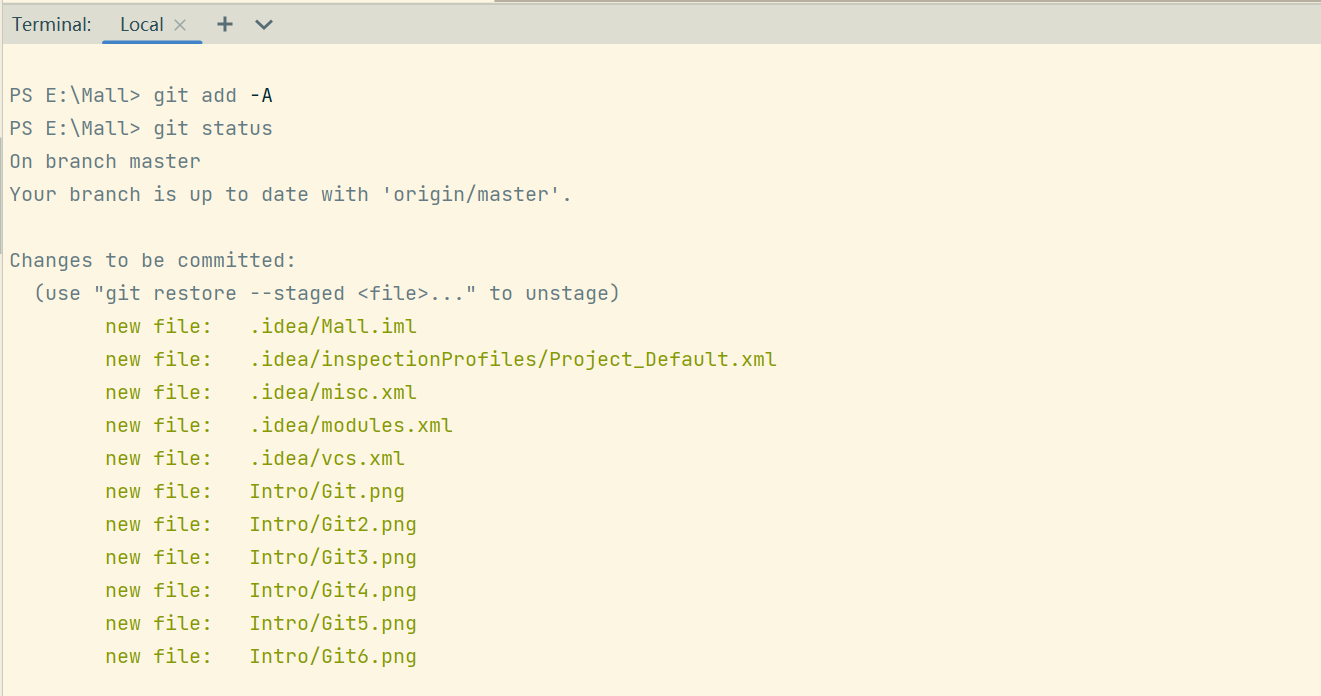 Terminal: Local
PS E:\Mall> git add -A
PS E:\Mall> git status
On branch master
Your branch is up to date with 'origin/master'.
Changes to be committed:
  (use "git restore --staged <file>..." to unstage)
        new file:   .idea/Mall.iml
        new file:   .idea/inspectionProfiles/Project_Default.xml
        new file:   .idea/misc.xml
        new file:   .idea/modules.xml
        new file:   .idea/vcs.xml
        new file:   Intro/Git.png
        new file:   Intro/Git2.png
        new file:   Intro/Git3.png
        new file:   Intro/Git4.png
        new file:   Intro/Git5.png
        new file:   Intro/Git6.png